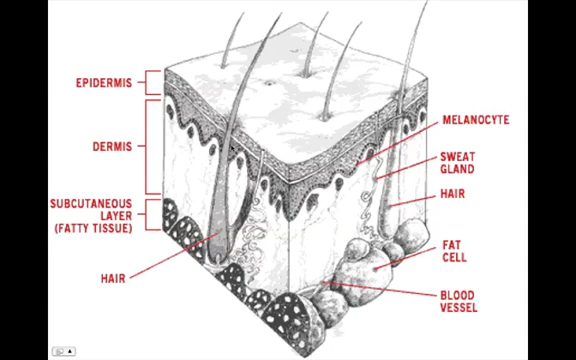 EPIDERMIS
DERMIS
SUBCUTANEOUS
LAYER
(FATTY TISSUE)
HAIR
MELANOCYTE
SWEAT
GLAND
HAIR
FAT
CELL
BLOOD
VESSEL